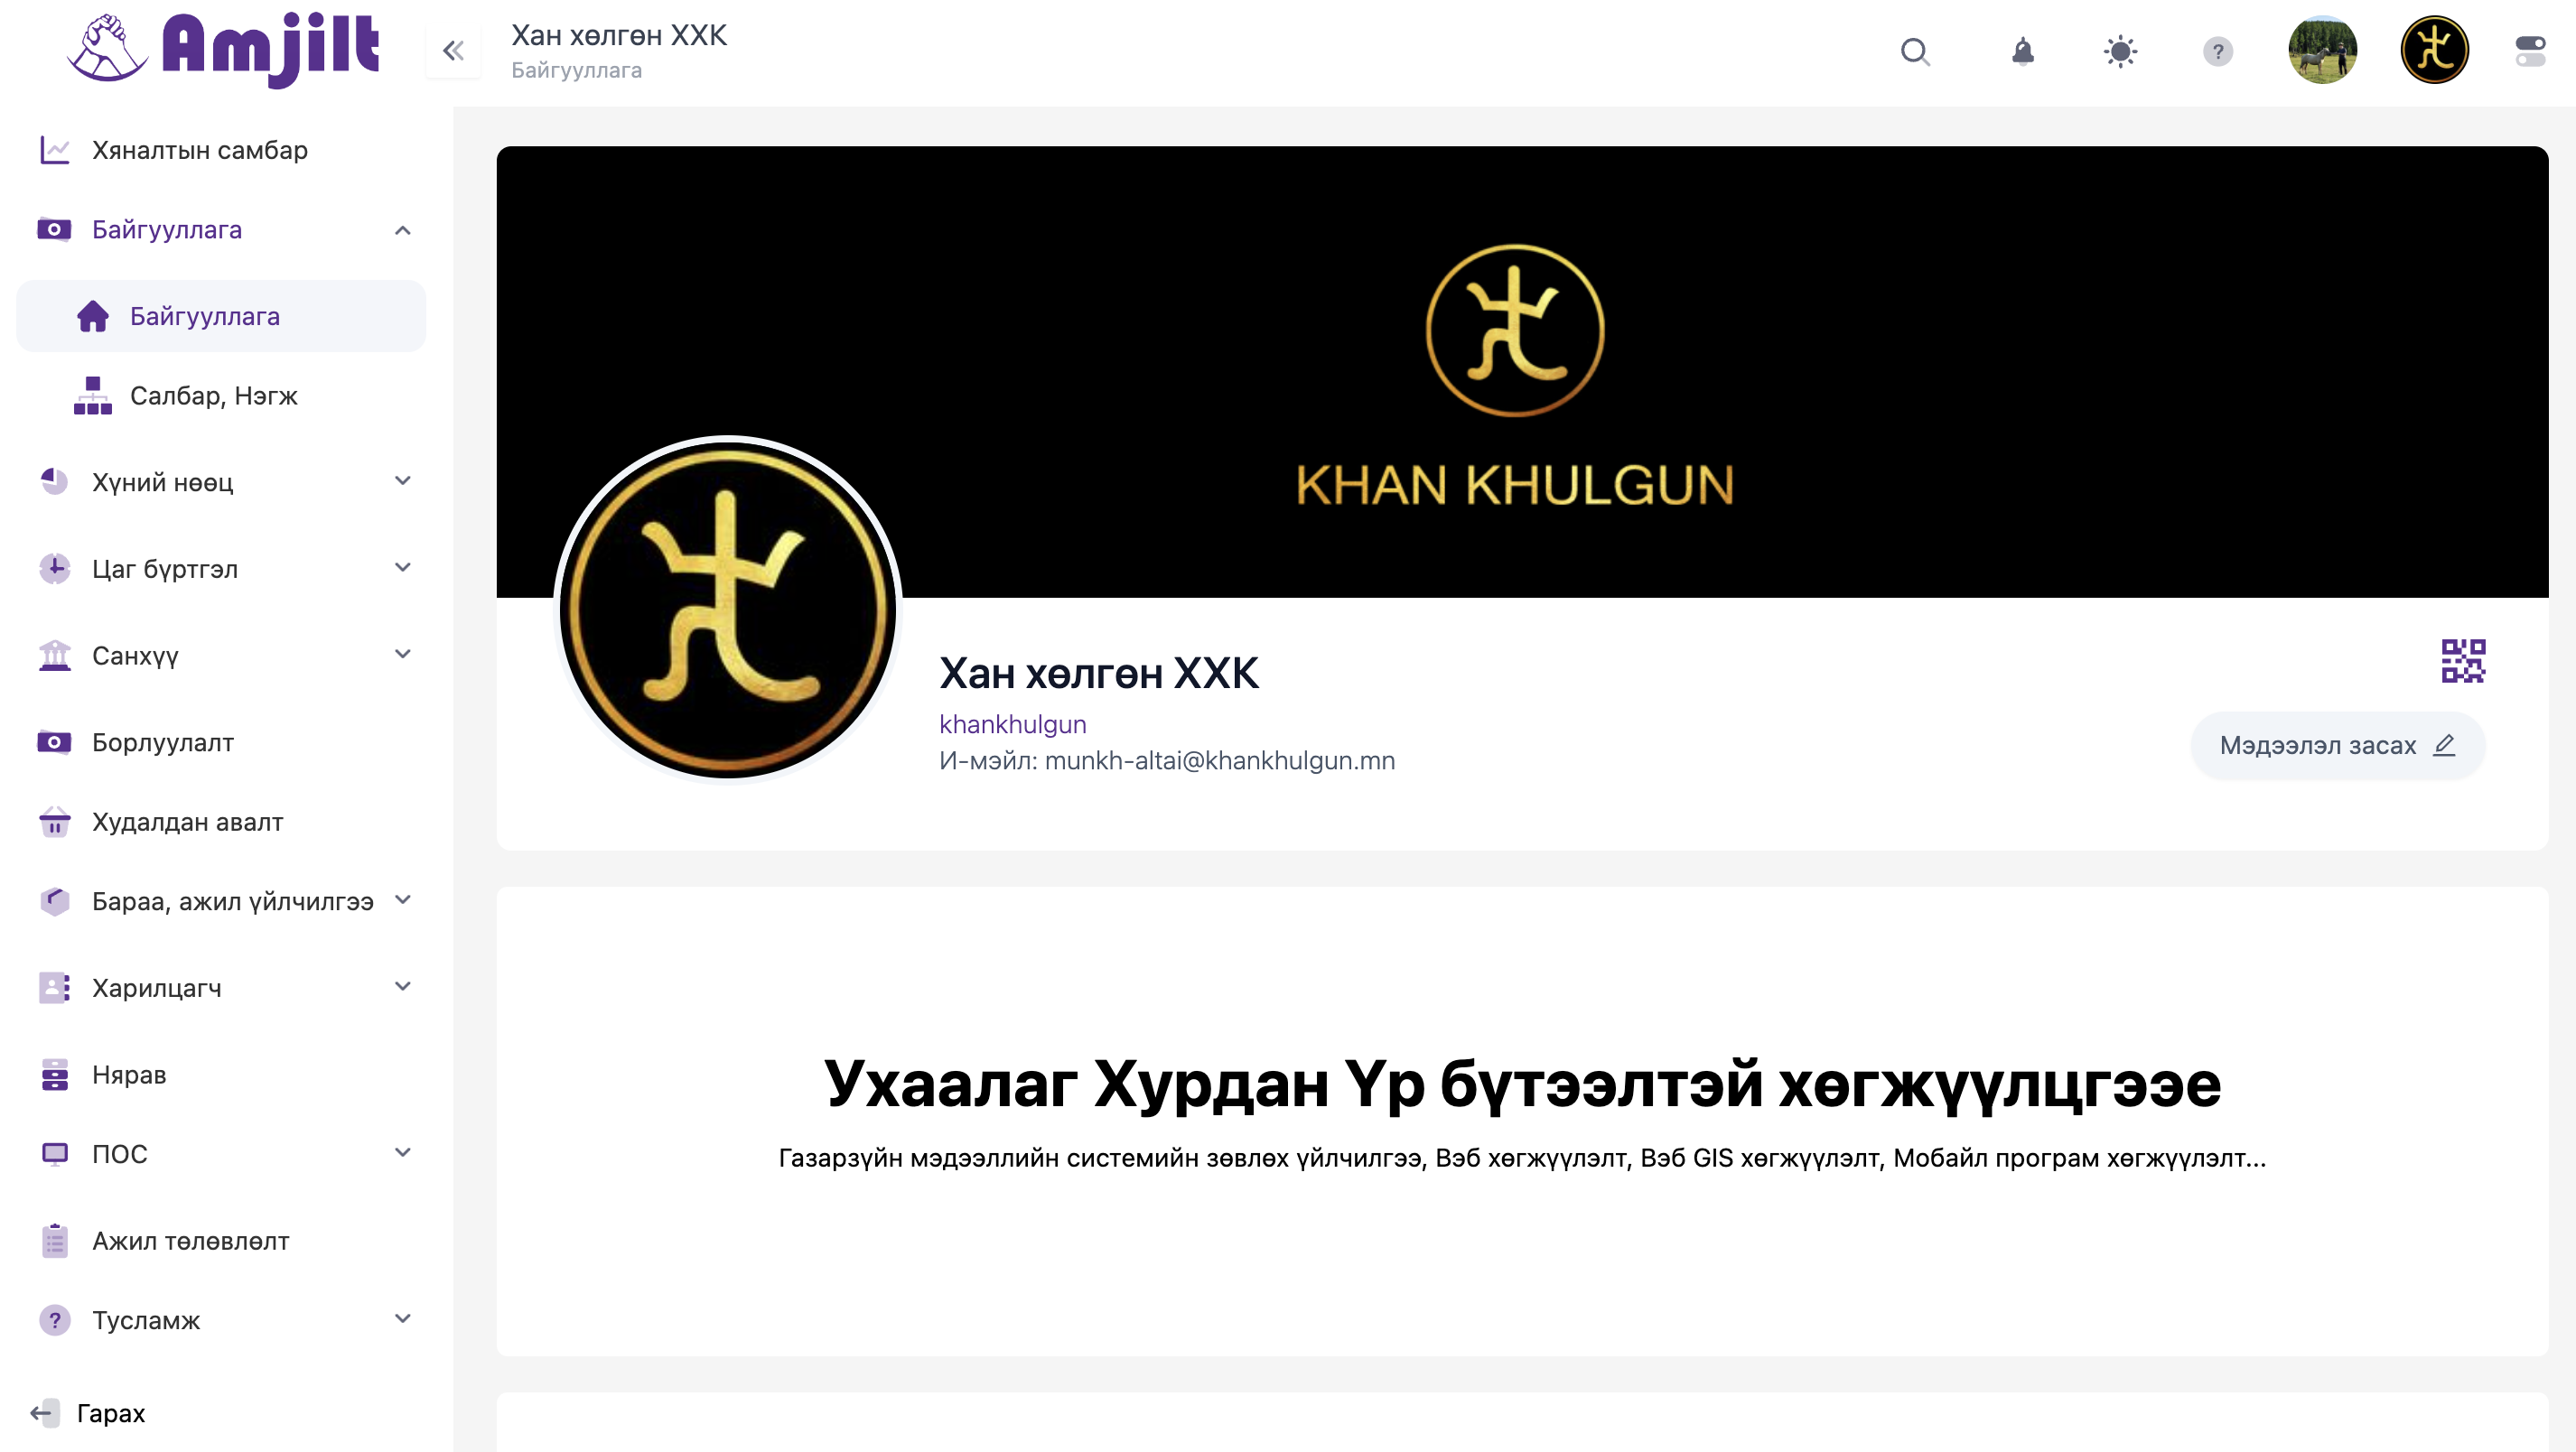 Amjilt
Хан хөлгөн ХХК
Байгууллага
Хяналтын самбар
Байгууллага
Байгууллага
Салбар, Нэгж
Хүний нөөц
Цаг бүртгэл
Санхүү
Борлуулалт
Худалдан авалт
Бараа, ажил үйлчилгээ
Харилцагч
Нярав
ПОС
Ажил төлөвлөлт
Тусламж
Гарах
KHAN KHULGUN
Хан хөлгөн ХХК
khankhulgun
И-мэйл: munkh-altai@khankhulgun.mn
Мэдээлэл засах
Ухаалаг Хурдан Үр бүтээлтэй хөгжүүлцгээе
Газарзүйн мэдээллийн системийн зөвлөх үйлчилгээ, Вэб хөгжүүлэлт, Вэб GIS хөгжүүлэлт, Мобайл програм хөгжүүлэлт...